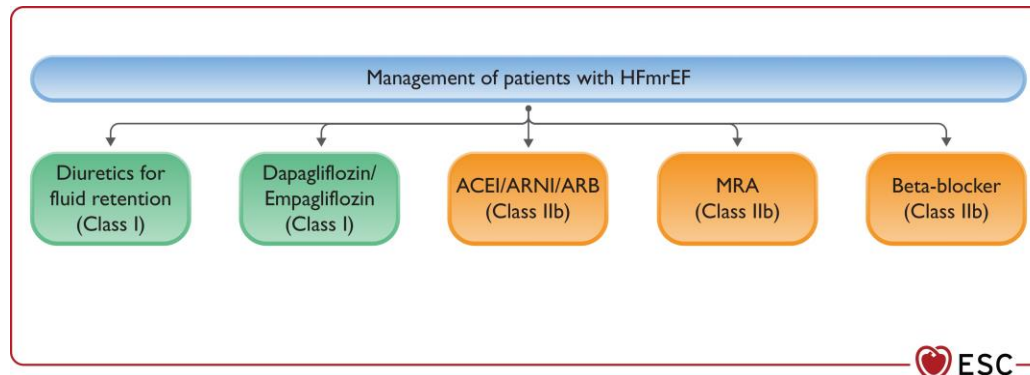 Management of patients with HFmrEF
Diuretics for
fluid retention
(Class I)
Dapagliflozin/
Empagliflozin
(Class I)
ACEI/ARNI/ARB
(Class IIb)
MRA
(Class IIb)
Beta-blocker
(Class IIb)
ESC